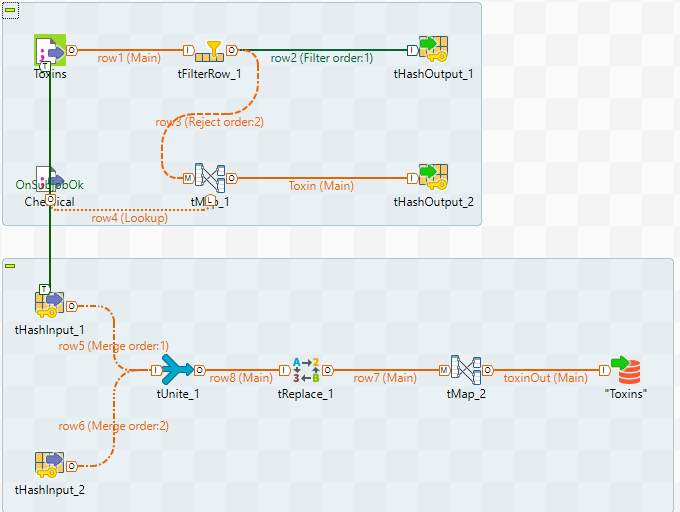 Toxins
row1 (Main)
tFilterRow_1
row2 (Filter order:1)
tHashOutput_1
row3 (Reject order:2)
OnSubjobOk
Chemical
row4 (Lookup)
tMap_1
Toxin (Main)
tHashOutput_2
tHashInput_1
row5 (Merge order:1)
tUnite_1
row8 (Main)
tReplace_1
row7 (Main)
tMap_2
toxinOut (Main)
"Toxins"
row6 (Merge order:2)
tHashInput_2